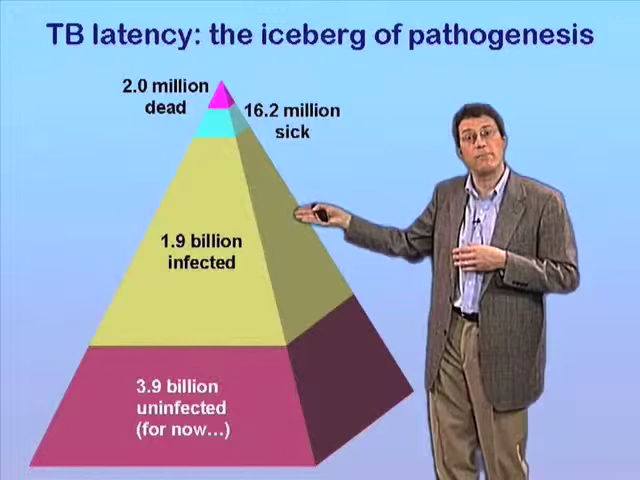 TB latency: the iceberg of pathogenesis
2.0 million
dead
16.2 million
sick
1.9 billion
infected
3.9 billion
uninfected
(for now...)